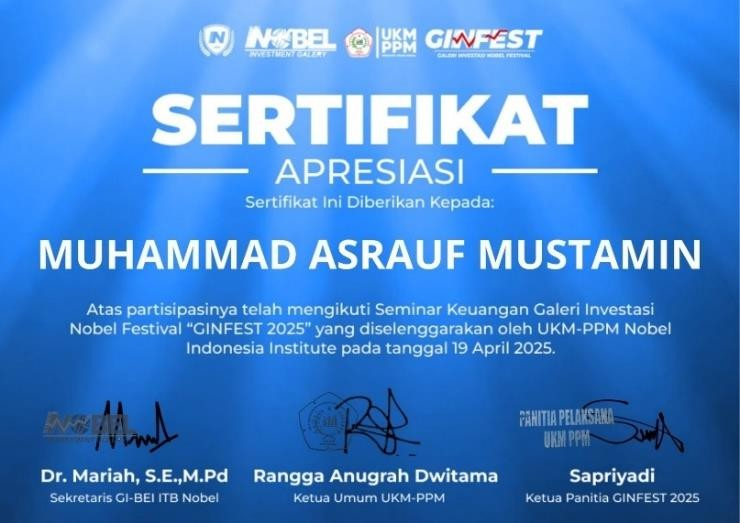 NOBEL
INVESTMENT GALERY
UKM
PPM
GINFEST
GALERI INVESTASI NOBEL FESTIVAL
SERTIFIKAT
APRESIASI
Sertifikat Ini Diberikan Kepada:
MUHAMMAD ASRAUF MUSTAMIN
Atas partisipasinya telah mengikuti Seminar Keuangan Galeri Investasi
Nobel Festival “GINFEST 2025” yang diselenggarakan oleh UKM-PPM Nobel
Indonesia Institute pada tanggal 19 April 2025.
NOBEL
PANITIA PELAKSANA
UKM PPM
Dr. Mariah, S.E.,M.Pd
Rangga Anugrah Dwitama
Sapriyadi
Sekretaris GI-BEI ITB Nobel
Ketua Umum UKM-PPM
Ketua Panitia GINFEST 2025